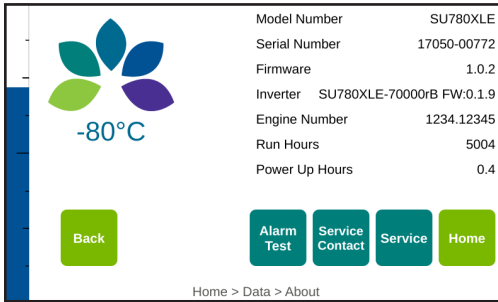 Model Number SU780XLE
Serial Number 17050-00772
Firmware 1.0.2
Inverter SU780XLE-70000rB FW:0.1.9
Engine Number 1234.12345
Run Hours 5004
Power Up Hours 0.4
-80°C
Back
Alarm
Test
Service
Contact
Service
Home
Home > Data > About